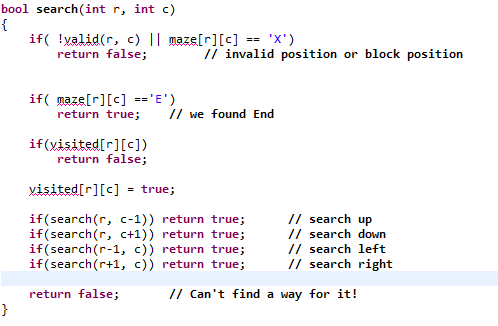 bool search(int r, int c)
{
if( !valid(r, c) || maze[r][c] == 'X')
return false; // invalid position or block position
if( maze[r][c] =='E')
return true; // we found End
if(visited[r][c])
return false;
visited[r][c] = true;
if(search(r, c-1)) return true; // search up
if(search(r, c+1)) return true; // search down
if(search(r-1, c)) return true; // search left
if(search(r+1, c)) return true; // search right
return false; // Can't find a way for it!
}